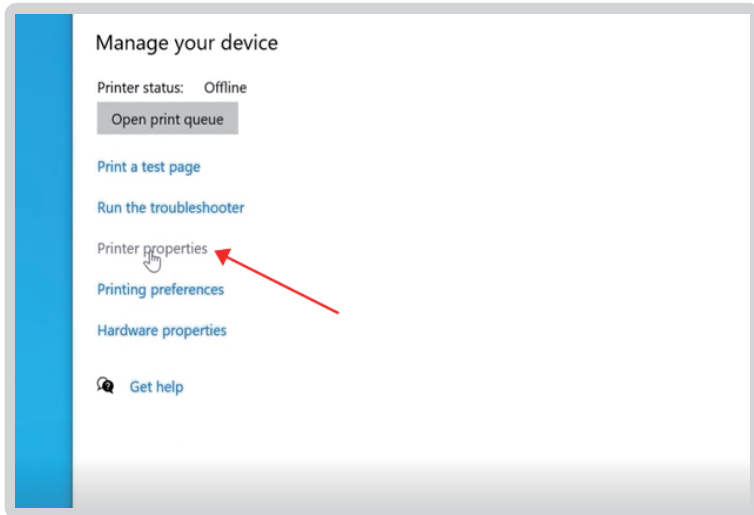 Manage your device
Printer status: Offline
Open print queue
Print a test page
Run the troubleshooter
Printer properties
Printing preferences
Hardware properties
Get help